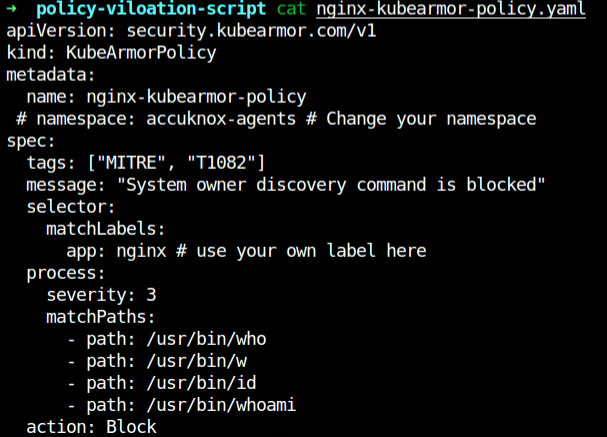 → policy-viloation-script cat nginx-kubearmor-policy.yaml
apiVersion: security.kubearmor.com/v1
kind: KubeArmorPolicy
metadata:
  name: nginx-kubearmor-policy
 # namespace: accuknox-agents # Change your namespace
spec:
  tags: ["MITRE", "T1082"]
  message: "System owner discovery command is blocked"
  selector:
    matchLabels:
      app: nginx # use your own label here
  process:
    severity: 3
    matchPaths:
      - path: /usr/bin/who
      - path: /usr/bin/w
      - path: /usr/bin/id
      - path: /usr/bin/whoami
  action: Block